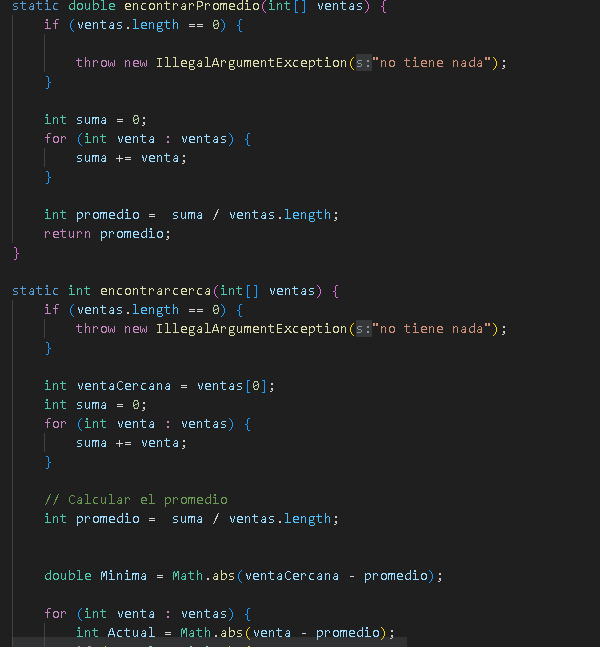 static double encontrarPromedio(int[] ventas) {
if (ventas.length == 0) {
throw new IllegalArgumentException(s:"no tiene nada");
}
int suma = 0;
for (int venta : ventas) {
suma += venta;
}
int promedio =  suma / ventas.length;
return promedio;
}
static int encontrarcerca(int[] ventas) {
if (ventas.length == 0) {
throw new IllegalArgumentException(s:"no tiene nada");
}
int ventaCercana = ventas[0];
int suma = 0;
for (int venta : ventas) {
suma += venta;
}
// Calcular el promedio
int promedio =  suma / ventas.length;
double Minima = Math.abs(ventaCercana - promedio);
for (int venta : ventas) {
int Actual = Math.abs(venta - promedio);